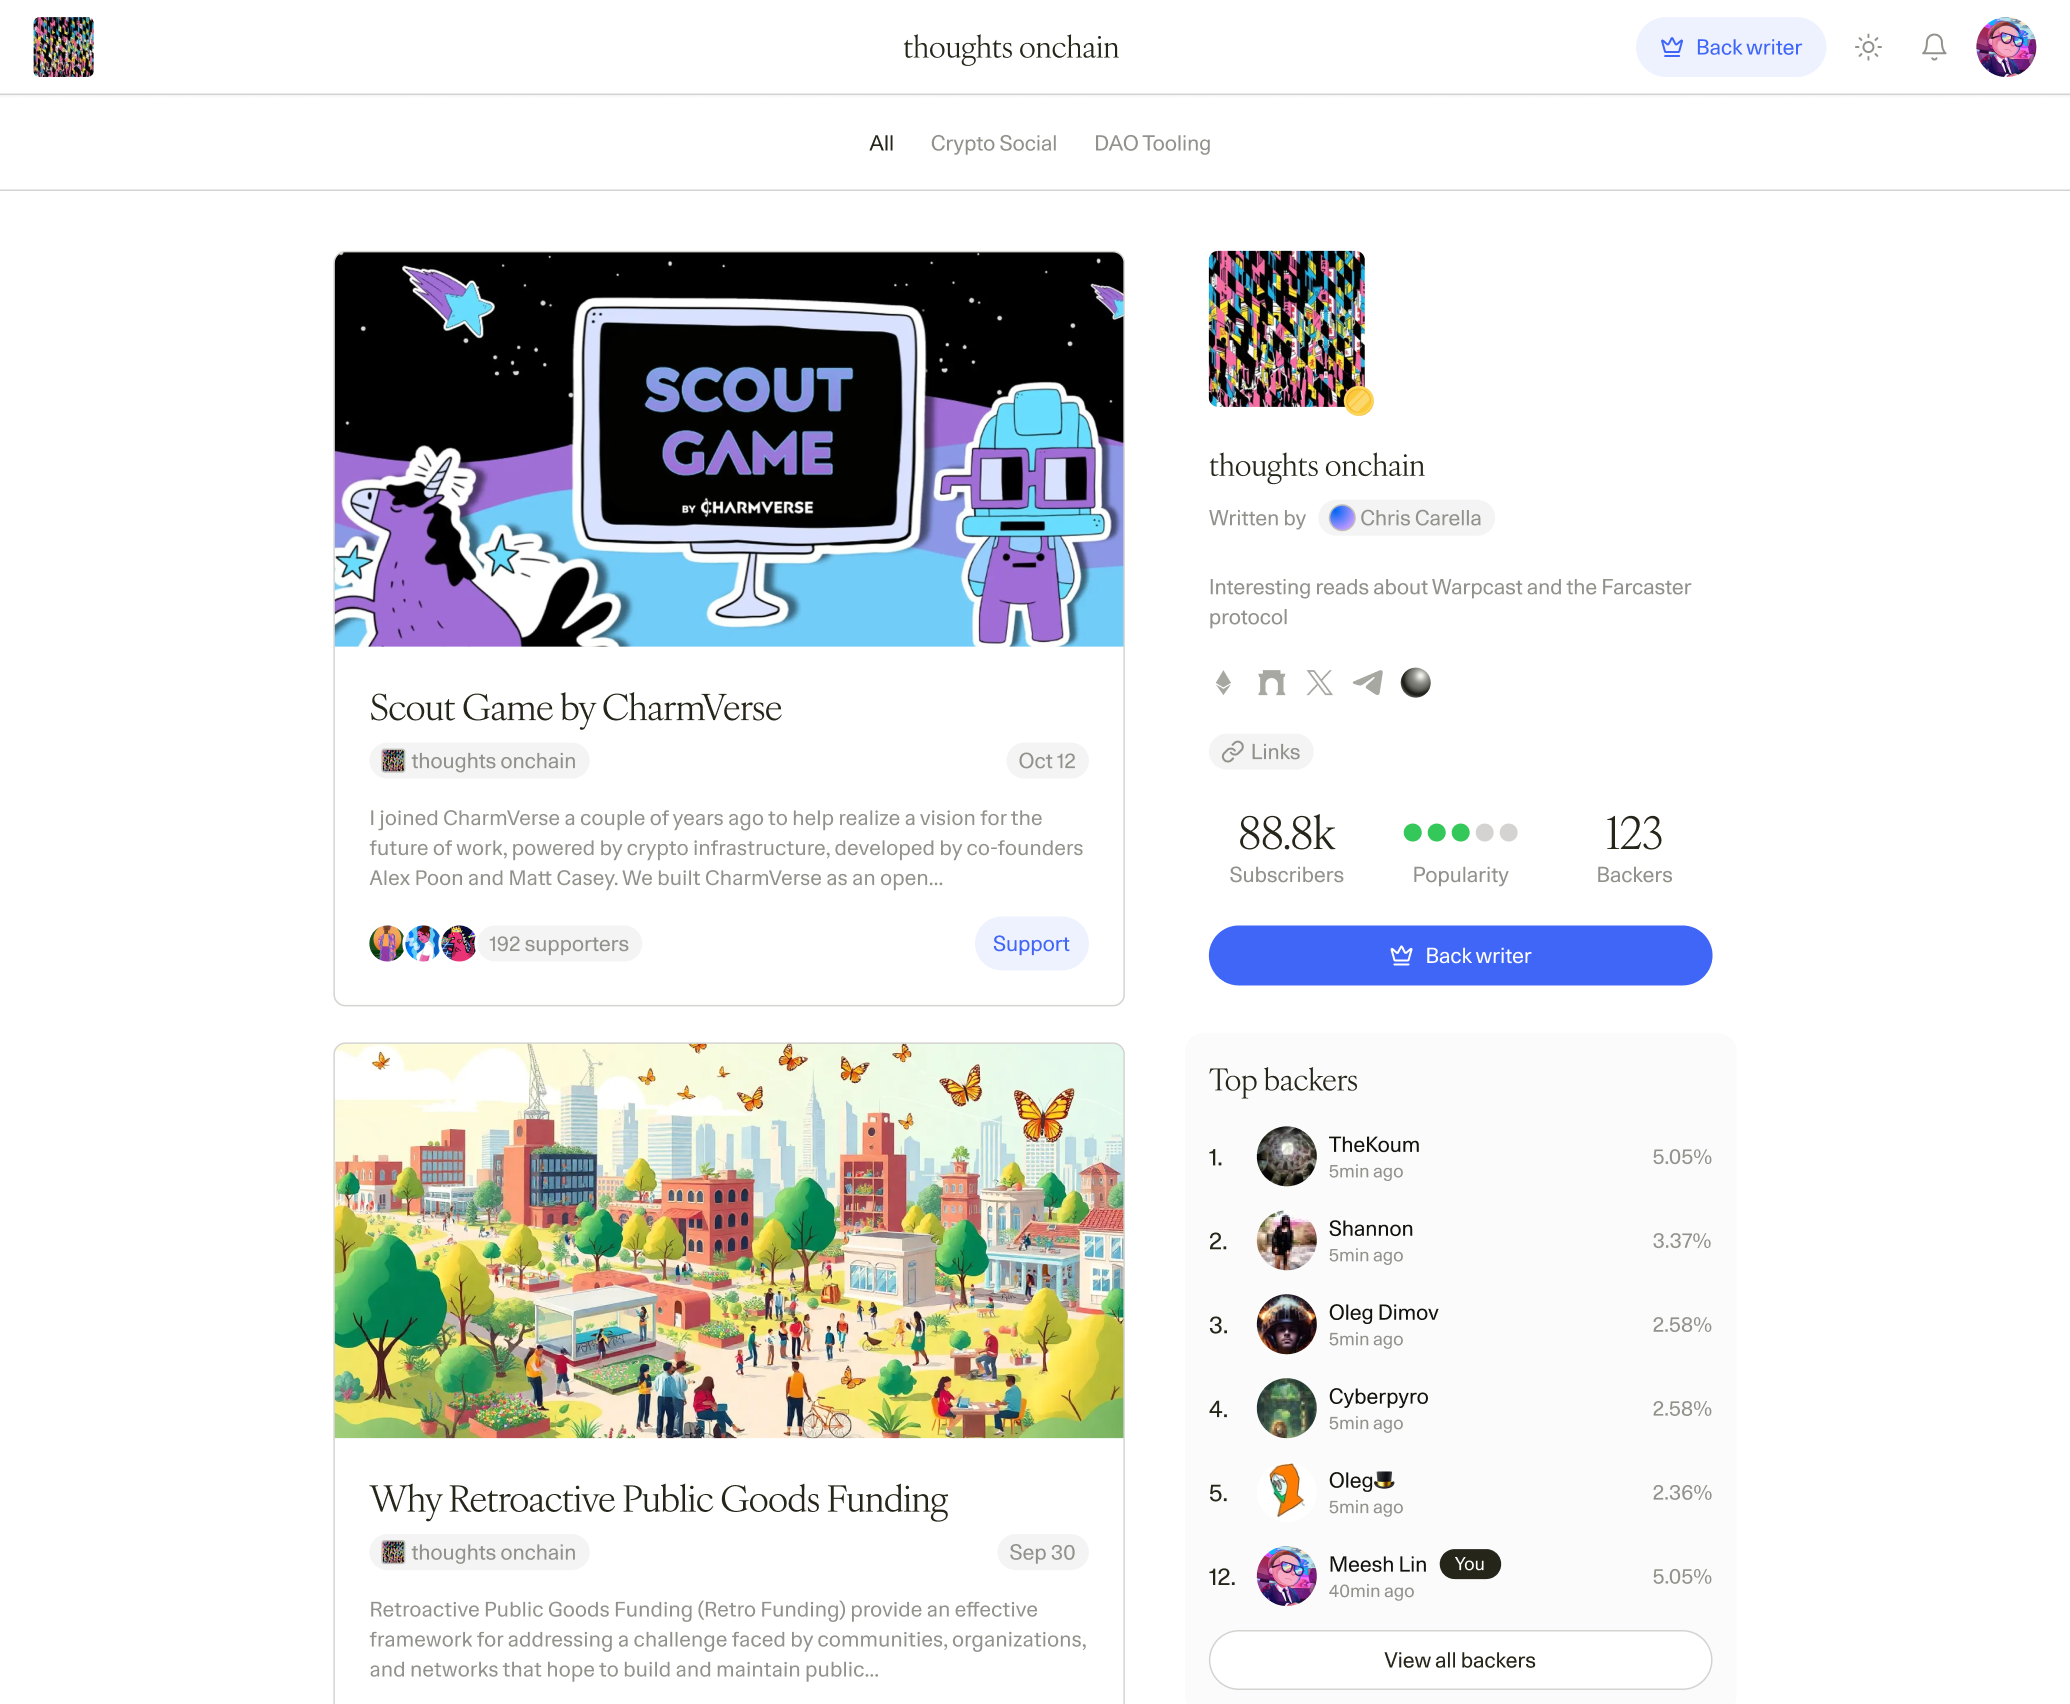 thoughts onchain
Back writer
All
Crypto Social
DAO Tooling
SCOUT
GAME
BY CHARMVERSE
Scout Game by CharmVerse
thoughts onchain
Oct 12
I joined CharmVerse a couple of years ago to help realize a vision for the
future of work, powered by crypto infrastructure, developed by co-founders
Alex Poon and Matt Casey. We built CharmVerse as an open...
192 supporters
Support
Why Retroactive Public Goods Funding
thoughts onchain
Sep 30
Retroactive Public Goods Funding (Retro Funding) provide an effective
framework for addressing a challenge faced by communities, organizations,
and networks that hope to build and maintain public...
thoughts onchain
Written by Chris Carella
Interesting reads about Warpcast and the Farcaster
protocol
Links
88.8k
Subscribers
Popularity
123
Backers
Back writer
Top backers
1. TheKoum 5.05%
5min ago
2. Shannon 3.37%
5min ago
3. Oleg Dimov 2.58%
5min ago
4. Cyberpyro 2.58%
5min ago
5. Oleg🎩 2.36%
5min ago
12. Meesh Lin You 5.05%
40min ago
View all backers